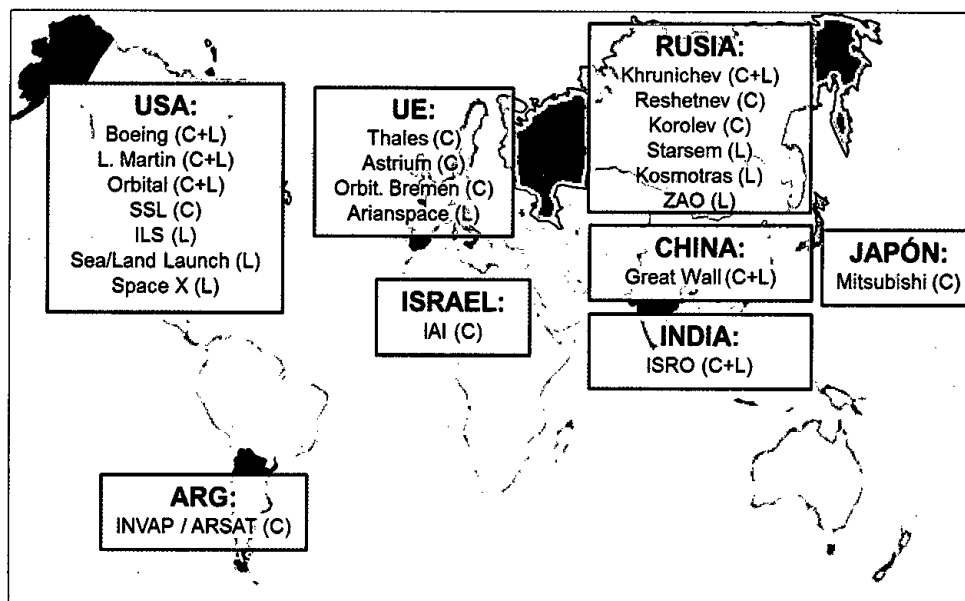 USA:
Boeing (C+L)
L. Martin (C+L)
Orbital (C+L)
SSL (C)
ILS (L)
Sea/Land Launch (L)
Space X (L)
UE:
Thales (C)
Astrium (C)
Orbit. Bremen (C)
Arianspace (L)
RUSIA:
Khrunichev (C+L)
Reshetnev (C)
Korolev (C)
Starsem (L)
Kosmotras (L)
ZAO (L)
CHINA:
Great Wall (C+L)
JAPÓN:
Mitsubishi (C)
ISRAEL:
IAI (C)
INDIA:
ISRO (C+L)
ARG:
INVAP / ARSAT (C)